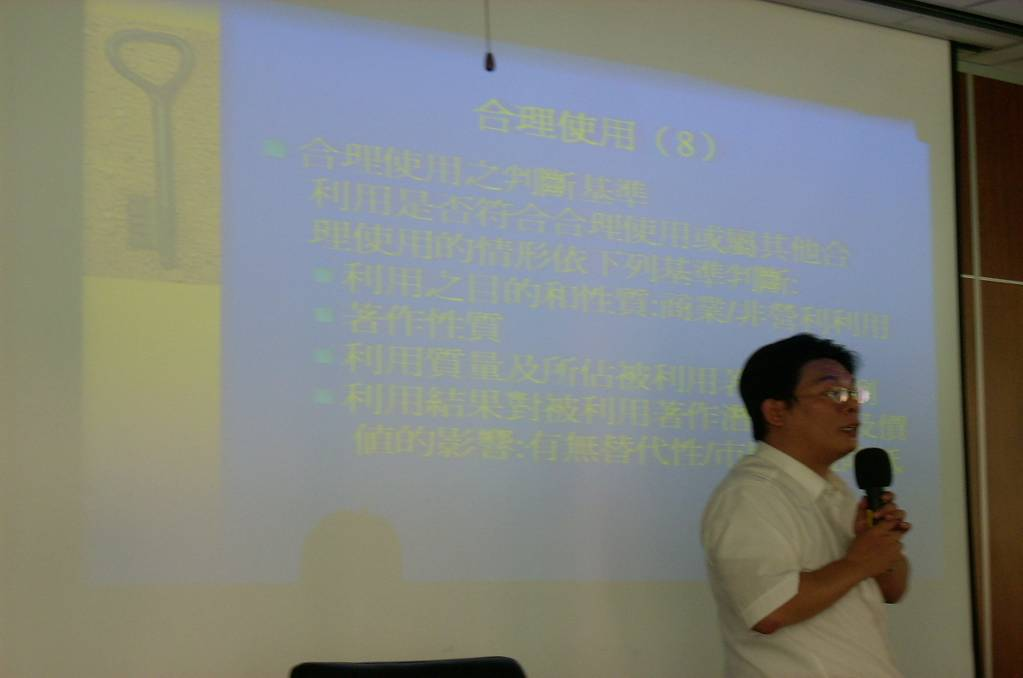 合理使用（8）
合理使用之判斷基準
利用是否符合合理使用或屬其他合
理使用的情形依下列基準判斷:
利用之目的和性質:商業/非營利利用
著作性質
利用質量及所佔被利用
利用結果對被利用著作 及價
值的影響:有無替代性/市